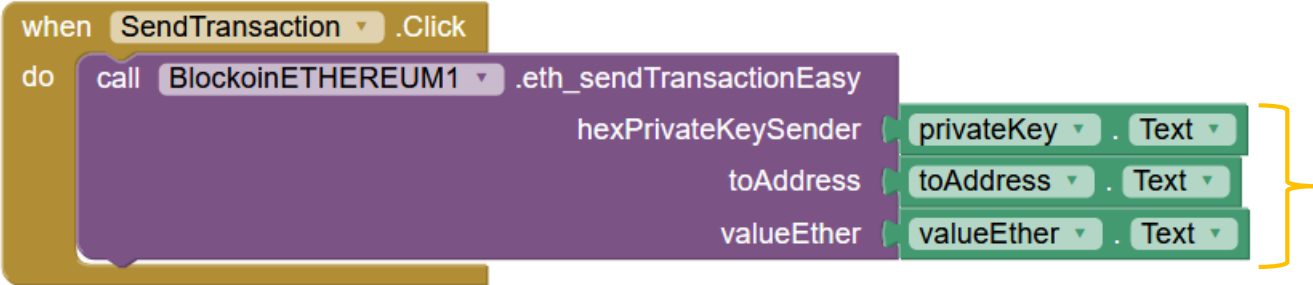 when SendTransaction .Click
do call BlockoinETHEREUM1 .eth_sendTransactionEasy
hexPrivateKeySender privateKey . Text
toAddress toAddress . Text
valueEther valueEther . Text